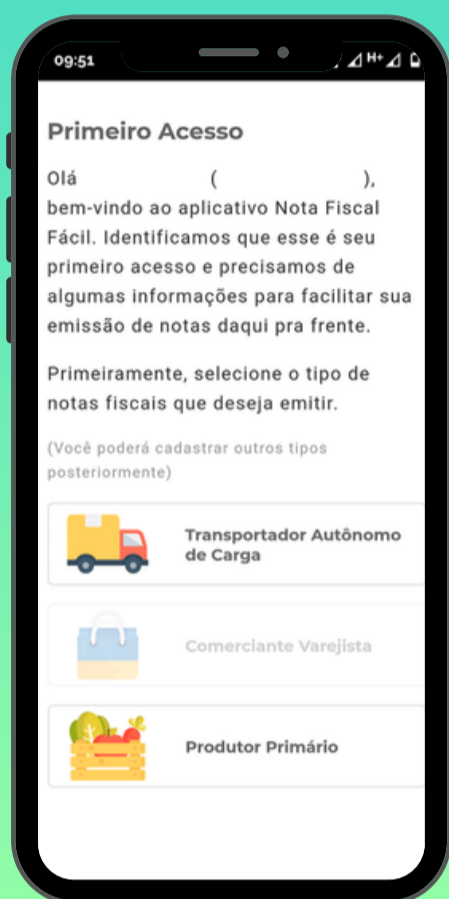 09:51
H+
Primeiro Acesso
Olá ( ),
bem-vindo ao aplicativo Nota Fiscal
Fácil. Identificamos que esse é seu
primeiro acesso e precisamos de
algumas informações para facilitar sua
emissão de notas daqui pra frente.
Primeiramente, selecione o tipo de
notas fiscais que deseja emitir.
(Você poderá cadastrar outros tipos
posteriormente)
Transportador Autônomo
de Carga
Comerciante Varejista
Produtor Primário